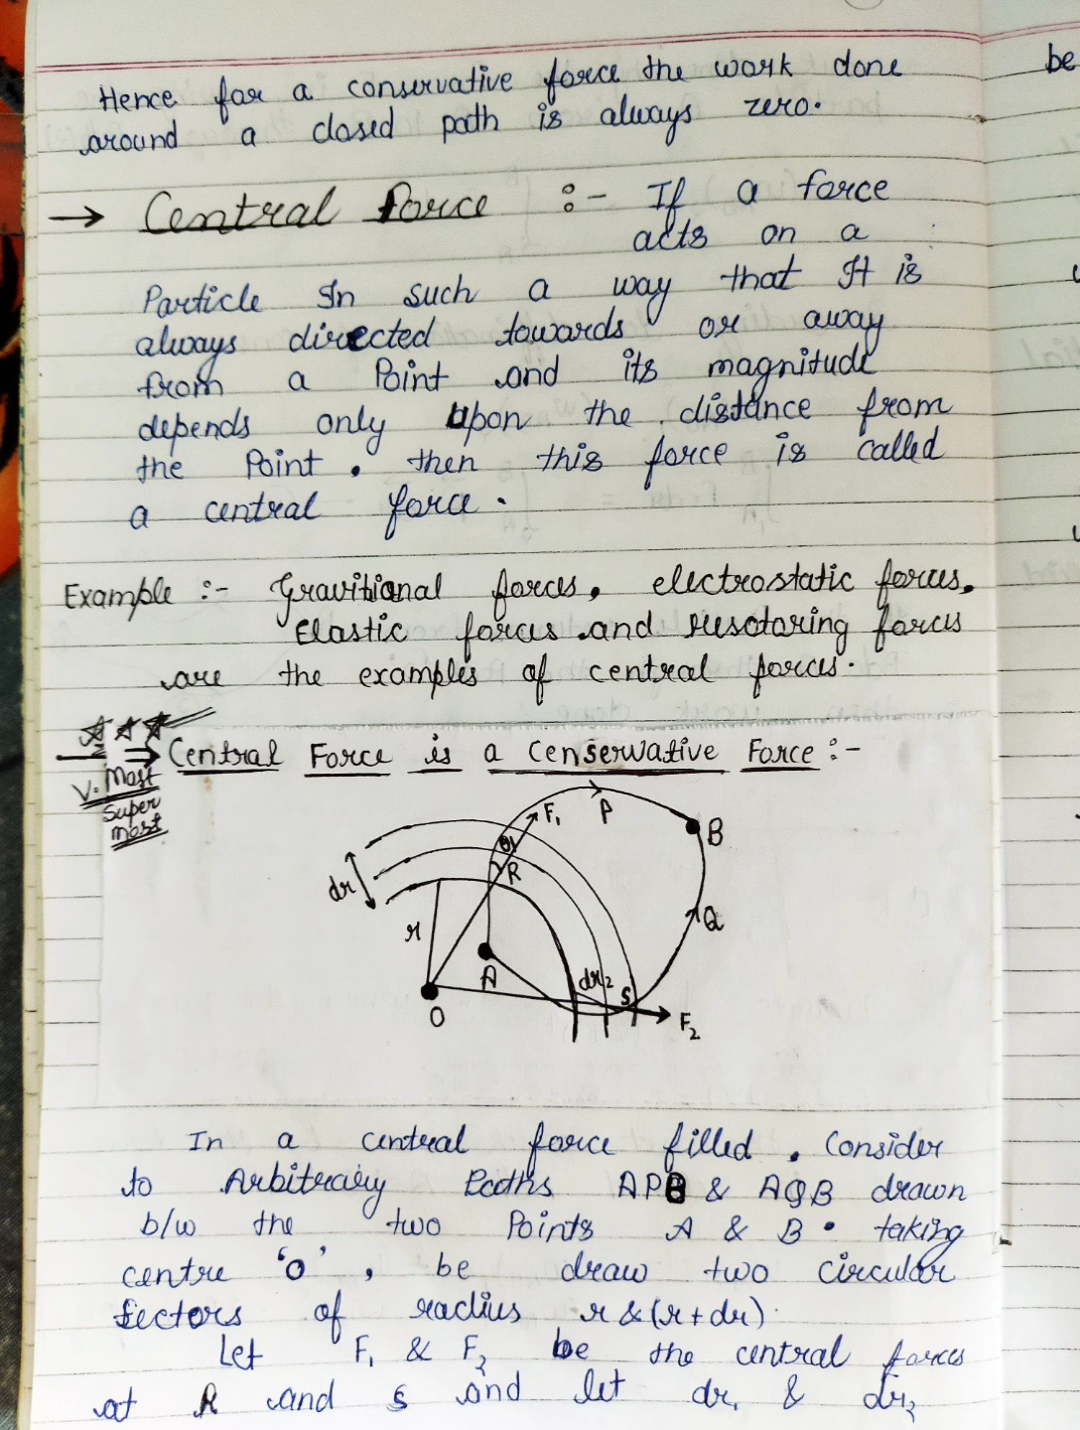 Hence for a conservative force the work done
around a closed path is always zero.
be
→ Central Force :- If a force
acts on a
Particle In such a way that It is
always directed towards or away
from a Point and its magnitude
depends only Upon the distance from
the Point. then this force is called
a central force.
Example :- Gravitional forces, electrostatic forces,
Elastic forces and resotoring forces
are the examples of central forces.
V. Most
Super
most
⇒ Central Force is a Censerwative Force :-
F₁
P
B
θ₁
R
dr
r
Q
A
dr₂
S
O
F₂
In a central force filled. Consider
to Arbitrary Paths APB & AQB drawn
b/w the two Points A & B. taking
centre 'O', be draw two circular
Sectors of radius r & (r + dr)
Let F₁ & F₂ be the central forces
at R and S and let dr₁ & dr₂